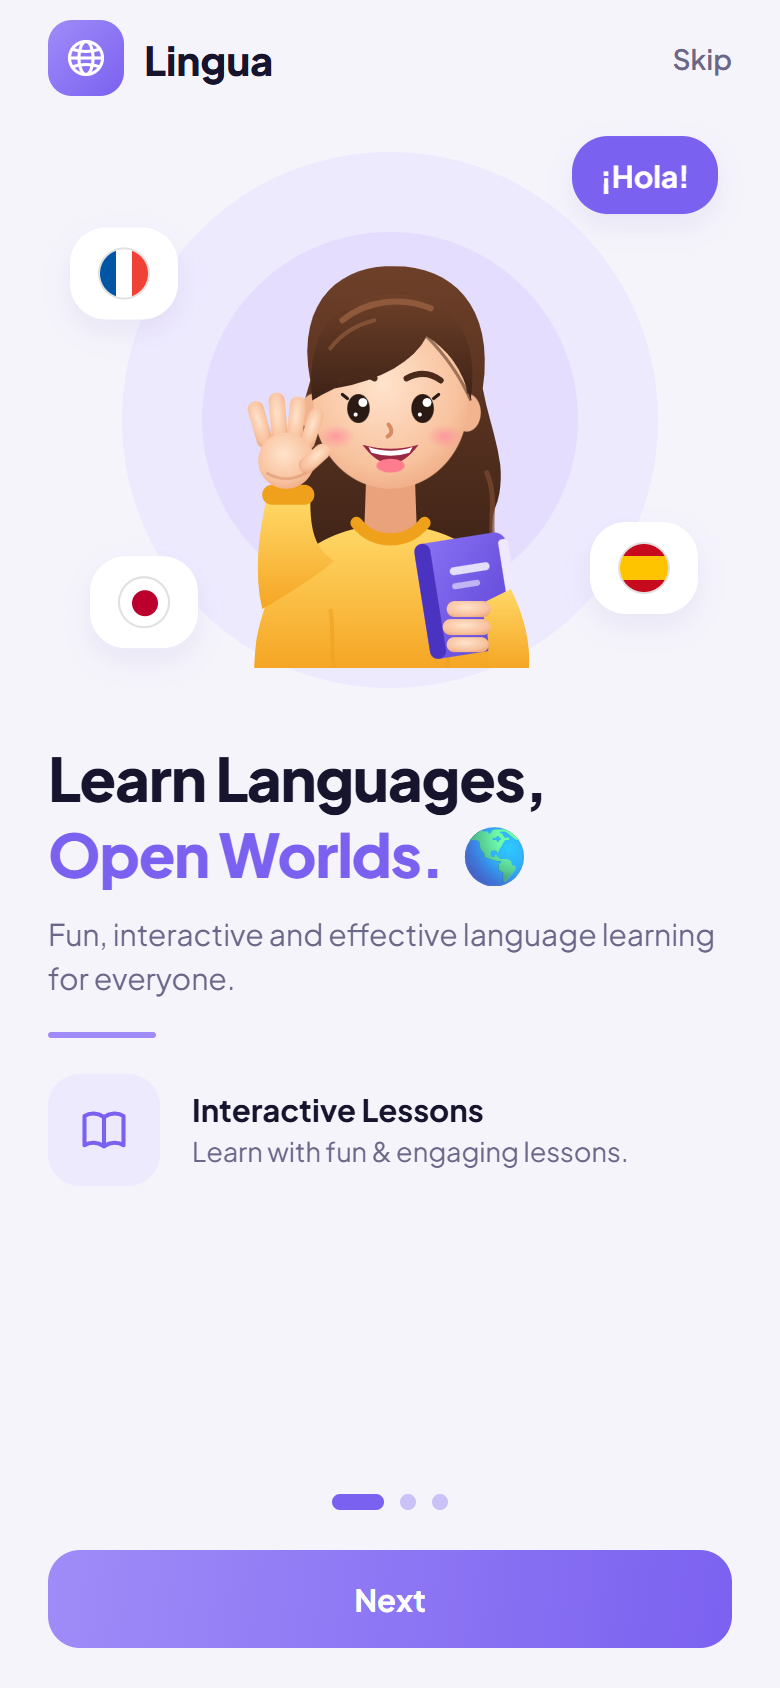 Lingua
Skip
¡Hola!
Learn Languages,
Open Worlds. 🌎
Fun, interactive and effective language learning
for everyone.
Interactive Lessons
Learn with fun & engaging lessons.
Next